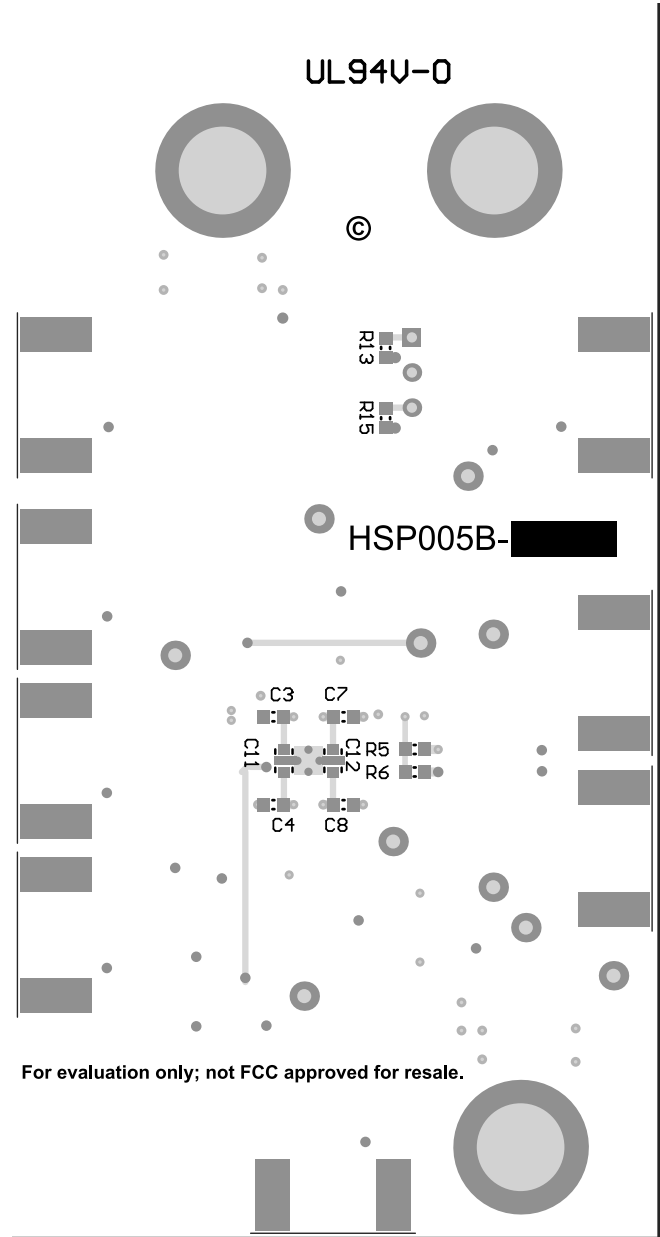 UL94V-0
©
R13
R15
HSP005B-
C3 C7
C11 C12 R5
R6
C4 C8
For evaluation only; not FCC approved for resale.